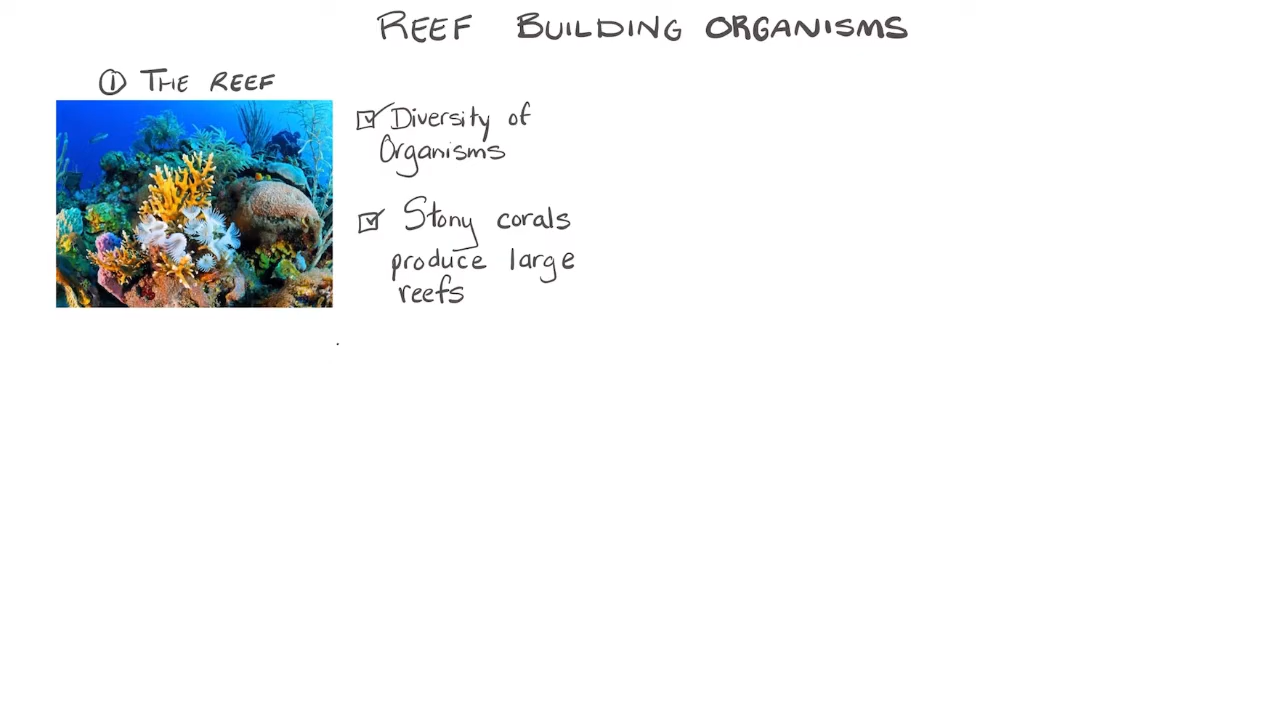 REEF BUILDING ORGANISMS
① THE REEF
☑ Diversity of
Organisms
☑ Stony corals
produce large
reefs